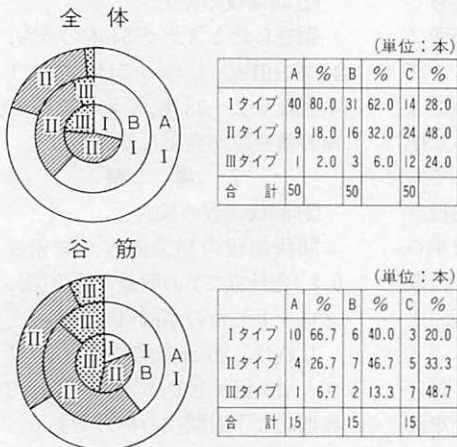 全体
III
II
III
II
III
I
B
A
II
I
I
(単位：本)
A % B % C %
Iタイプ 40 80.0 31 62.0 14 28.0
IIタイプ 9 18.0 16 32.0 24 48.0
IIIタイプ 1 2.0 3 6.0 12 24.0
合計 50 50 50
谷筋
III
III
II
III
I
I
A
II
B
I
II
II
(単位：本)
A % B % C %
Iタイプ 10 66.7 6 40.0 3 20.0
IIタイプ 4 26.7 7 46.7 5 33.3
IIIタイプ 1 6.7 2 13.3 7 48.7
合計 15 15 15